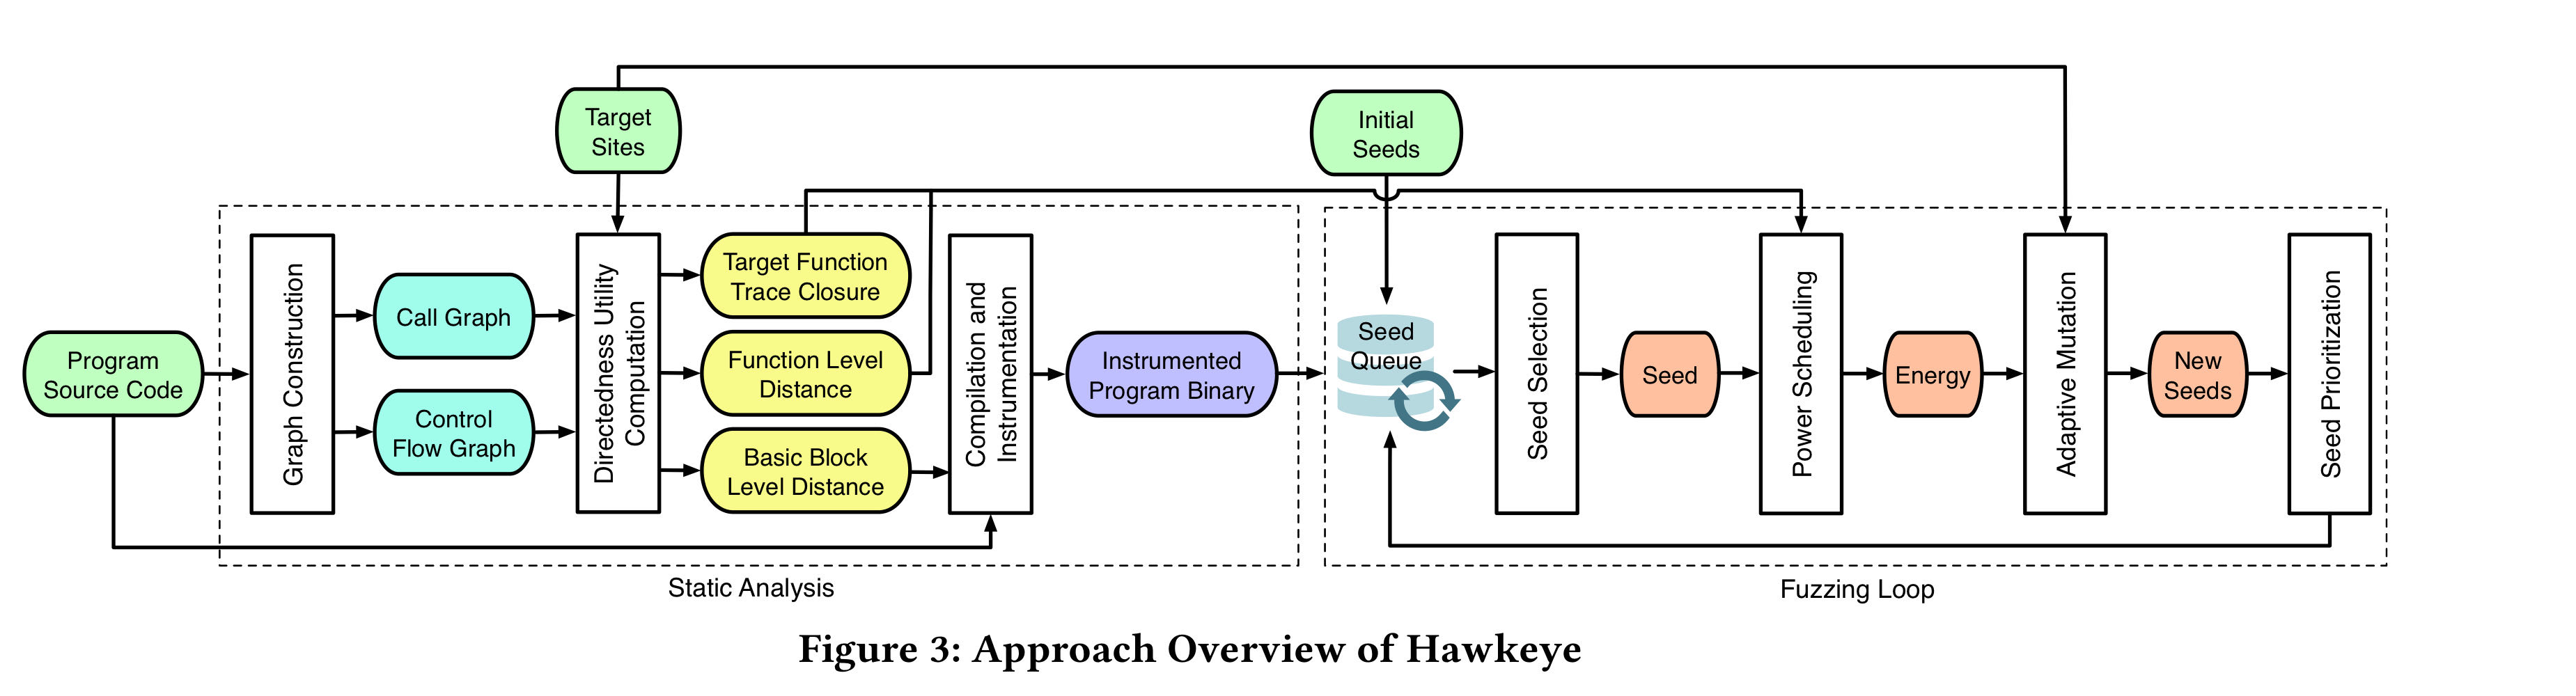 Target
Sites
Initial
Seeds
Program
Source Code
Graph Construction
Call Graph
Control
Flow Graph
Directedness Utility
Computation
Target Function
Trace Closure
Function Level
Distance
Basic Block
Level Distance
Compilation and
Instrumentation
Instrumented
Program Binary
Seed
Queue
Seed Selection
Seed
Power Scheduling
Energy
Adaptive Mutation
New
Seeds
Seed Prioritization
Static Analysis
Fuzzing Loop
Figure 3: Approach Overview of Hawkeye